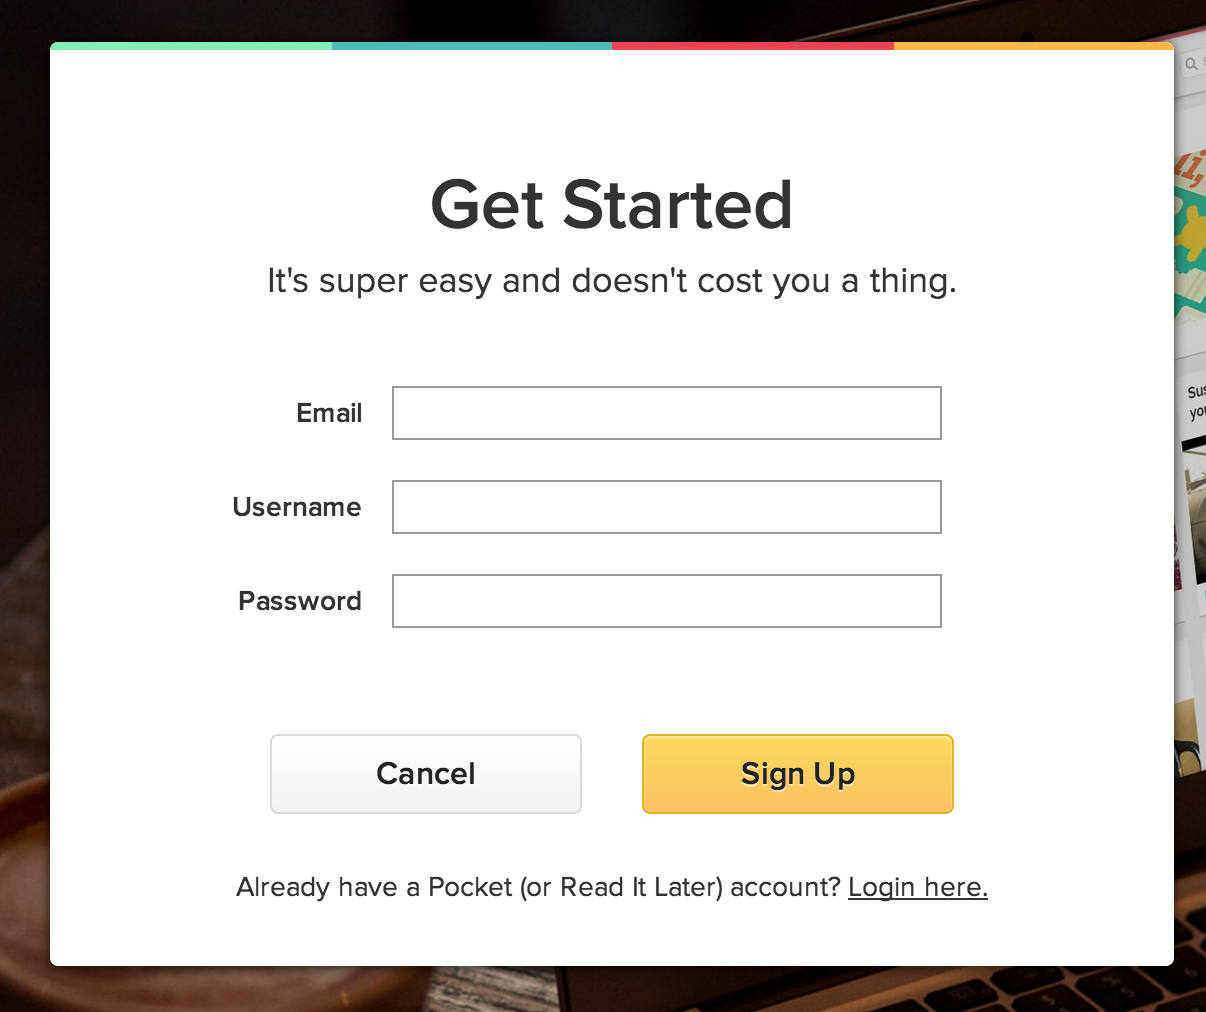 Get Started
It's super easy and doesn't cost you a thing.
Email
Username
Password
Cancel
Sign Up
Already have a Pocket (or Read It Later) account? Login here.